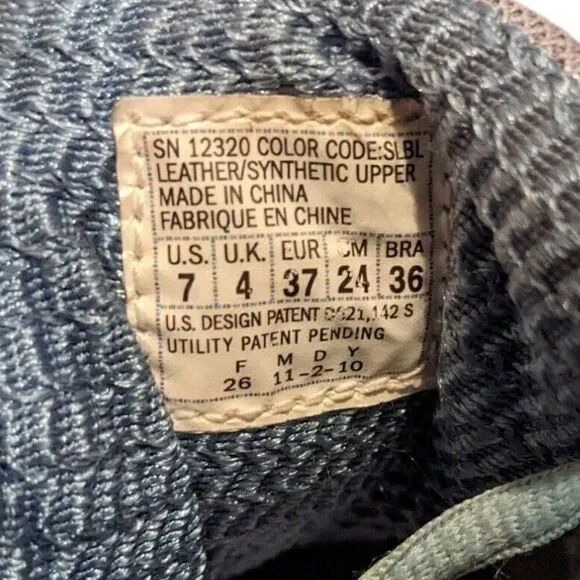 SN 12320 COLOR CODE:SLBL
LEATHER/SYNTHETIC UPPER
MADE IN CHINA
FABRIQUE EN CHINE
U.S. U.K. EUR CM BRA
7 4 37 24 36
U.S. DESIGN PATENT D621,142 S
UTILITY PATENT PENDING
F M D Y
26 11-2-10